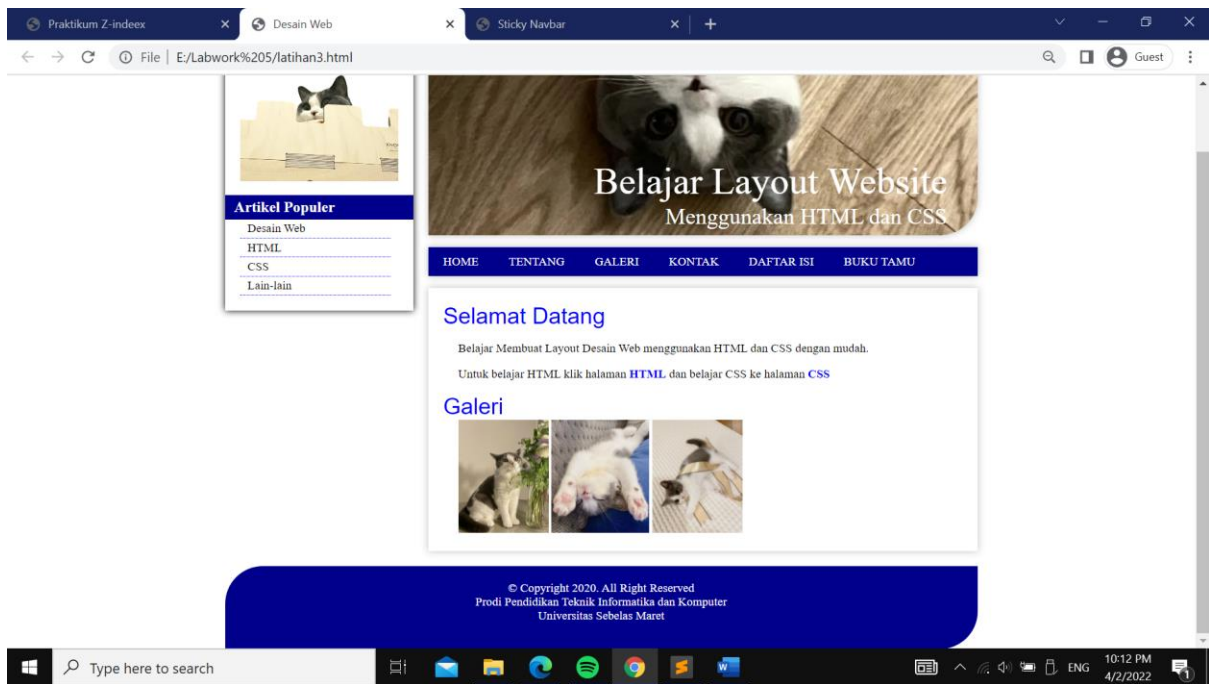 Praktikum Z-indeex
Desain Web
Sticky Navbar
File | E:/Labwork%205/latihan3.html
Guest
Artikel Populer
Desain Web
HTML
CSS
Lain-lain
Belajar Layout Website
Menggunakan HTML dan CSS
HOME TENTANG GALERI KONTAK DAFTAR ISI BUKU TAMU
Selamat Datang
Belajar Membuat Layout Desain Web menggunakan HTML dan CSS dengan mudah.
Untuk belajar HTML klik halaman HTML dan belajar CSS ke halaman CSS
Galeri
© Copyright 2020. All Right Reserved
Prodi Pendidikan Teknik Informatika dan Komputer
Universitas Sebelas Maret
Type here to search
ENG
10:12 PM
4/2/2022
1